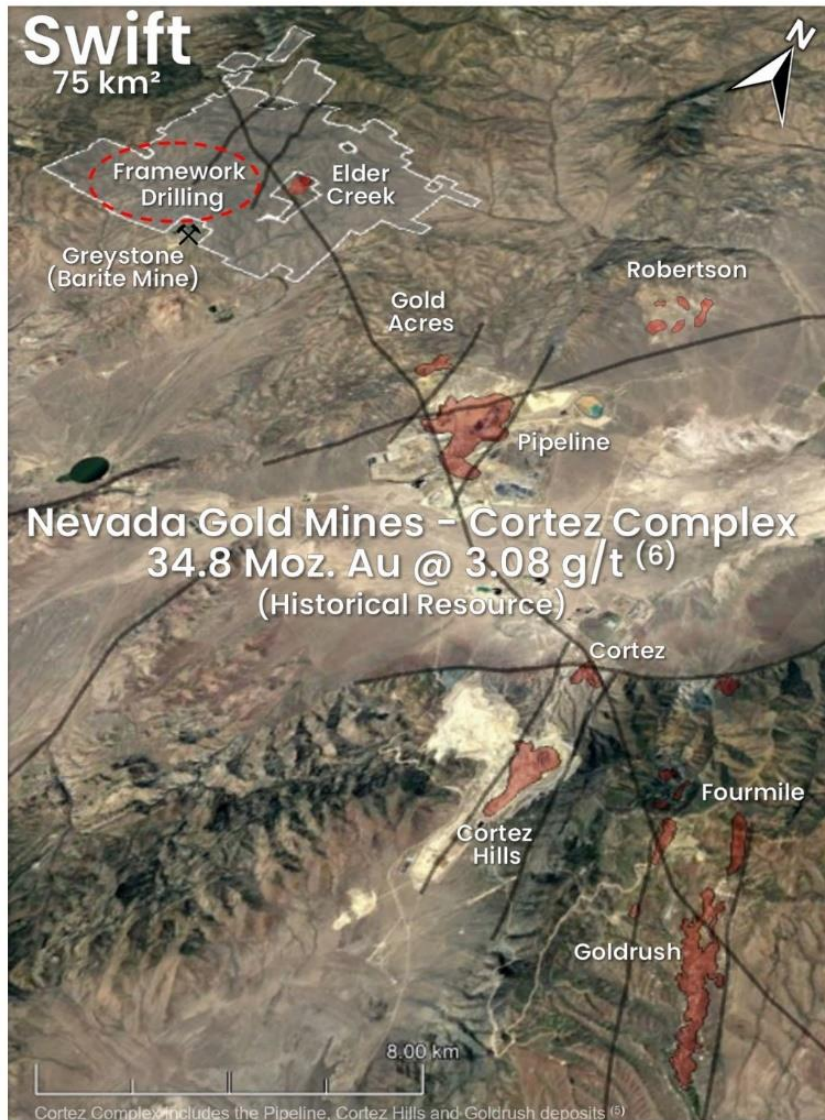 Swift
75 km²
N
Framework
Drilling
Elder
Creek
Greystone
(Barite Mine)
Robertson
Gold
Acres
Pipeline
Nevada Gold Mines - Cortez Complex
34.8 Moz. Au @ 3.08 g/t (6)
(Historical Resource)
Cortez
Fourmile
Cortez
Hills
Goldrush
8.00 km
Cortez Complex includes the Pipeline, Cortez Hills and Goldrush deposits (5)